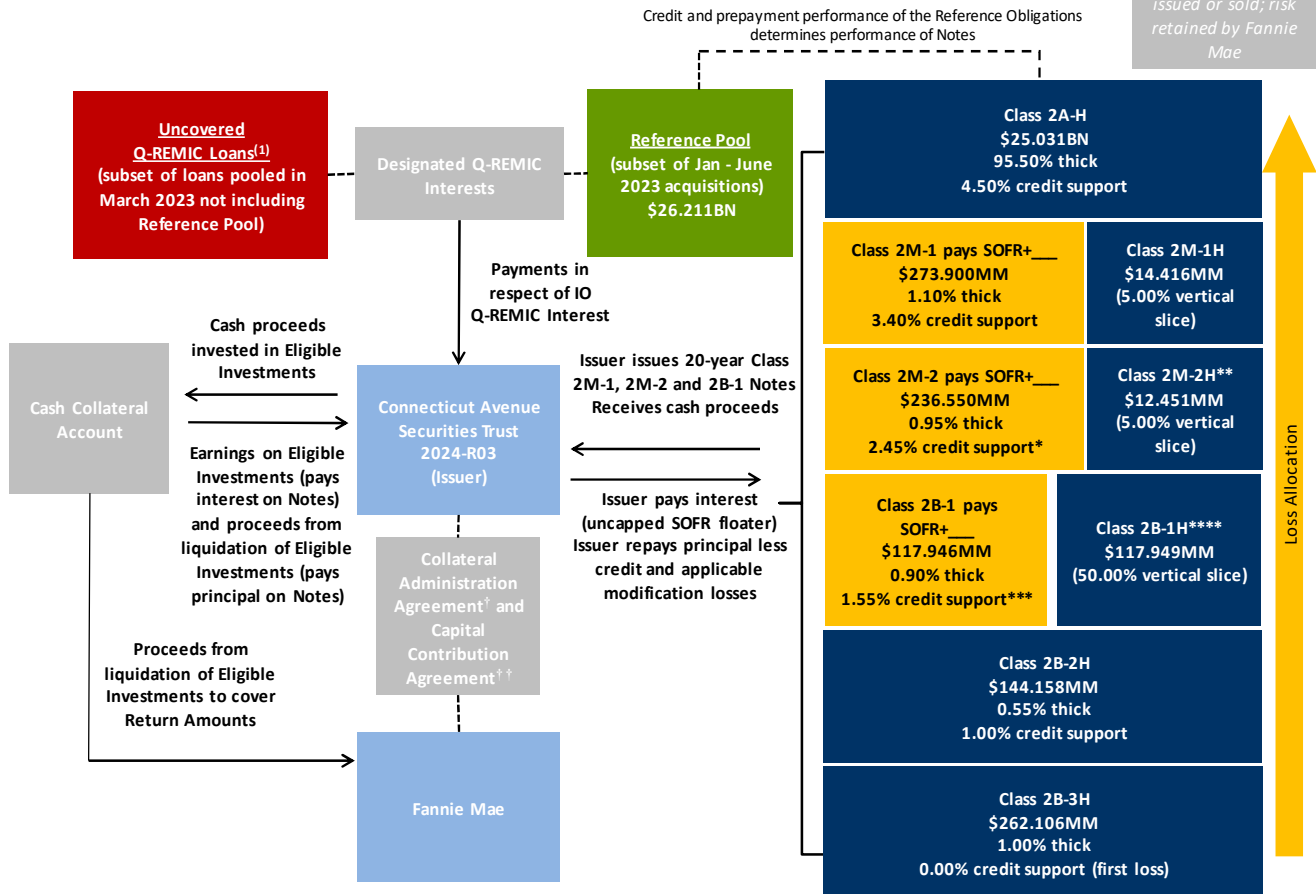 Credit and prepayment performance of the Reference Obligations
determines performance of Notes
issued or sold; risk
retained by Fannie
Mae
Uncovered
Q-REMIC Loans(1)
(subset of loans pooled in
March 2023 not including
Reference Pool)
Designated Q-REMIC
Interests
Reference Pool
(subset of Jan - June
2023 acquisitions)
$26.211BN
Class 2A-H
$25.031BN
95.50% thick
4.50% credit support
Payments in
respect of IO
Q-REMIC Interest
Class 2M-1 pays SOFR+___
$273.900MM
1.10% thick
3.40% credit support
Class 2M-1H
$14.416MM
(5.00% vertical
slice)
Cash proceeds
invested in Eligible
Investments
Issuer issues 20-year Class
2M-1, 2M-2 and 2B-1 Notes
Receives cash proceeds
Cash Collateral
Account
Connecticut Avenue
Securities Trust
2024-R03
(Issuer)
Class 2M-2 pays SOFR+___
$236.550MM
0.95% thick
2.45% credit support*
Class 2M-2H**
$12.451MM
(5.00% vertical
slice)
Earnings on Eligible
Investments (pays
interest on Notes)
and proceeds from
liquidation of Eligible
Investments (pays
principal on Notes)
Issuer pays interest
(uncapped SOFR floater)
Issuer repays principal less
credit and applicable
modification losses
Class 2B-1 pays
SOFR+___
$117.946MM
0.90% thick
1.55% credit support***
Class 2B-1H****
$117.949MM
(50.00% vertical slice)
Loss Allocation
Collateral
Administration
Agreement† and
Capital
Contribution
Agreement††
Proceeds from
liquidation of Eligible
Investments to cover
Return Amounts
Class 2B-2H
$144.158MM
0.55% thick
1.00% credit support
Fannie Mae
Class 2B-3H
$262.106MM
1.00% thick
0.00% credit support (first loss)